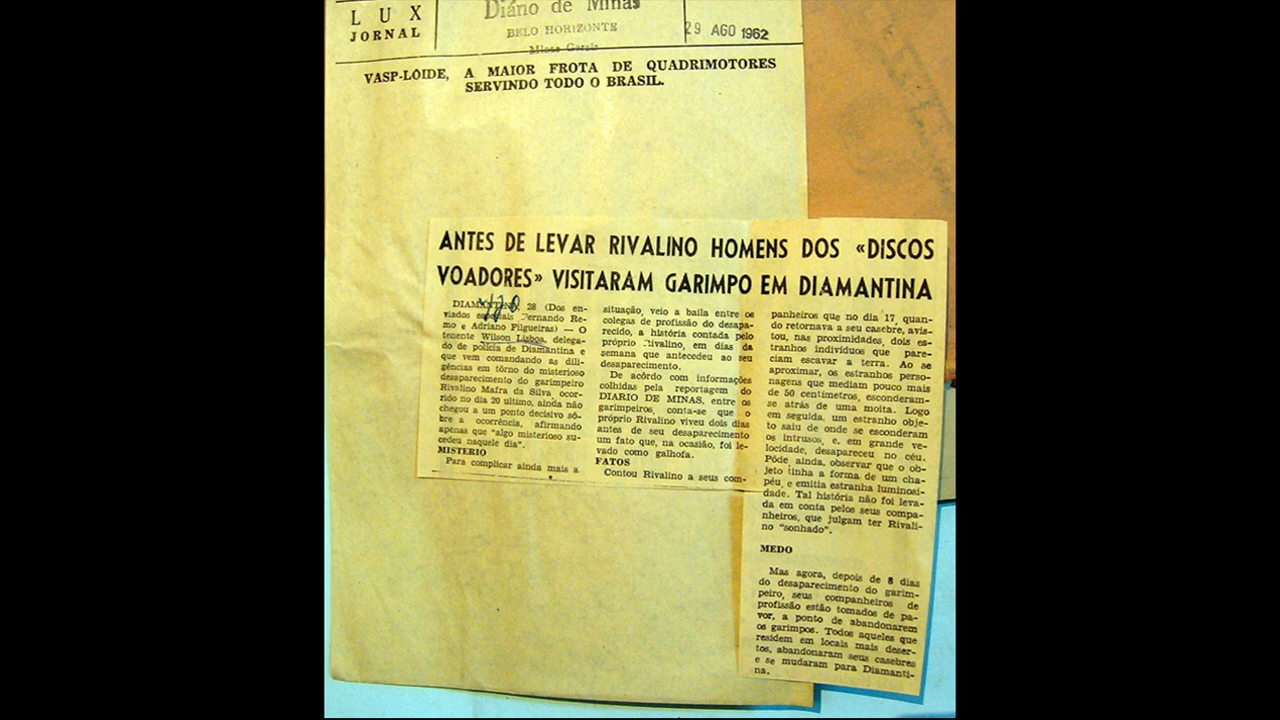 LUX
JORNAL
Diário de Minas
BELO HORIZONTE
Minas Gerais
29 AGO 1962
VASP-LÓIDE, A MAIOR FROTA DE QUADRIMOTORES
SERVINDO TODO O BRASIL.
ANTES DE LEVAR RIVALINO HOMENS DOS «DISCOS
VOADORES» VISITARAM GARIMPO EM DIAMANTINA
DIAMANTINA, 28 (Dos en-
viados especiais Fernando Re-
mo e Adriano Filgueiras) — O
tenente Wilson Lisboa, delega-
do de polícia de Diamantina e
que vem comandando as dili-
gências em tôrno do misterioso
desaparecimento do garimpeiro
Rivalino Mafra da Silva ocor-
rido no dia 20 ultimo, ainda não
chegou a um ponto decisivo sô-
bre a ocorrência, afirmando
apenas que "algo misterioso su-
cedeu naquele dia".
MISTERIO
Para complicar ainda mais a
situação, veio a baila entre os
colegas de profissão do desapa-
recido, a história contada pelo
próprio Rivalino, em dias da
semana que antecedeu ao seu
desaparecimento.
De acôrdo com informações
colhidas pela reportagem do
DIARIO DE MINAS, entre os
garimpeiros, conta-se que o
próprio Rivalino viveu dois dias
antes de seu desaparecimento
um fato que, na ocasião, foi le-
vado como galhofa.
FATOS
Contou Rivalino a seus com-
panheiros que no dia 17, quan-
do retornava a seu casebre, avis-
tou, nas proximidades, dois es-
tranhos indivíduos que pare-
ciam escavar a terra. Ao se
aproximar, os estranhos perso-
nagens que mediam pouco mais
de 50 centímetros, esconderam-
se atrás de uma moita. Logo
em seguida, um estranho obje-
to saiu de onde se esconderam
os intrusos, e, em grande ve-
locidade, desapareceu no céu.
Pôde, ainda, observar que o ob-
jeto tinha a forma de um cha-
péu, e emitia estranha luminosi-
dade. Tal história não foi leva-
da em conta pelos seus compa-
nheiros, que julgam ter Rivali-
no "sonhado".
MEDO
Mas agora, depois de 8 dias
do desaparecimento do garim-
peiro, seus companheiros de
profissão estão tomados de pa-
vor, a ponto de abandonarem
os garimpos. Todos aqueles que
residem em locais mais deser-
tos, abandonaram seus casebres
e se mudaram para Diamanti-
na.